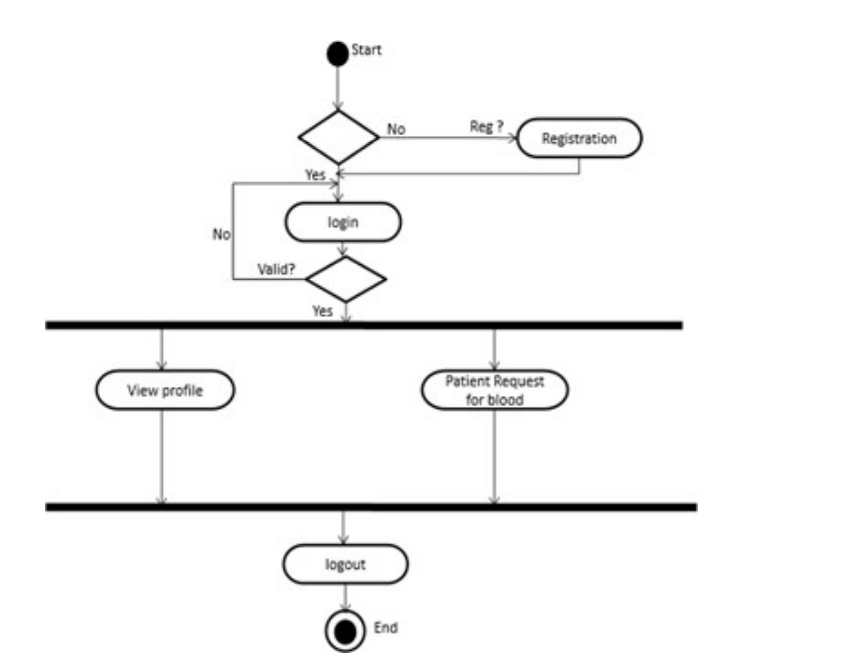 Start
No
Reg ?
Registration
Yes
login
No
Valid?
Yes
View profile
Patient Request
for blood
logout
End